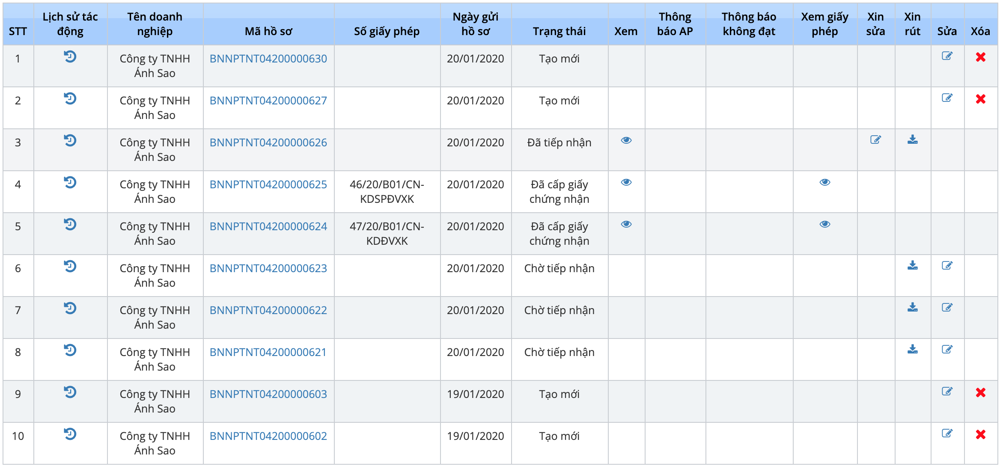 STT Lịch sử tác động Tên doanh nghiệp Mã hồ sơ Số giấy phép Ngày gửi hồ sơ Trạng thái Xem Thông báo AP Thông báo không đạt Xem giấy phép Xin sửa Xin rút Sửa Xóa
1 Công ty TNHH BNNPTNT04200000630 20/01/2020 Tạo mới
Ánh Sao
2 Công ty TNHH BNNPTNT04200000627 20/01/2020 Tạo mới
Ánh Sao
3 Công ty TNHH BNNPTNT04200000626 20/01/2020 Đã tiếp nhận
Ánh Sao
4 Công ty TNHH BNNPTNT04200000625 46/20/B01/CN- 20/01/2020 Đã cấp giấy
Ánh Sao KDSPĐVXK chứng nhận
5 Công ty TNHH BNNPTNT04200000624 47/20/B01/CN- 20/01/2020 Đã cấp giấy
Ánh Sao KDĐVXK chứng nhận
6 Công ty TNHH BNNPTNT04200000623 20/01/2020 Chờ tiếp nhận
Ánh Sao
7 Công ty TNHH BNNPTNT04200000622 20/01/2020 Chờ tiếp nhận
Ánh Sao
8 Công ty TNHH BNNPTNT04200000621 20/01/2020 Chờ tiếp nhận
Ánh Sao
9 Công ty TNHH BNNPTNT04200000603 19/01/2020 Tạo mới
Ánh Sao
10 Công ty TNHH BNNPTNT04200000602 19/01/2020 Tạo mới
Ánh Sao